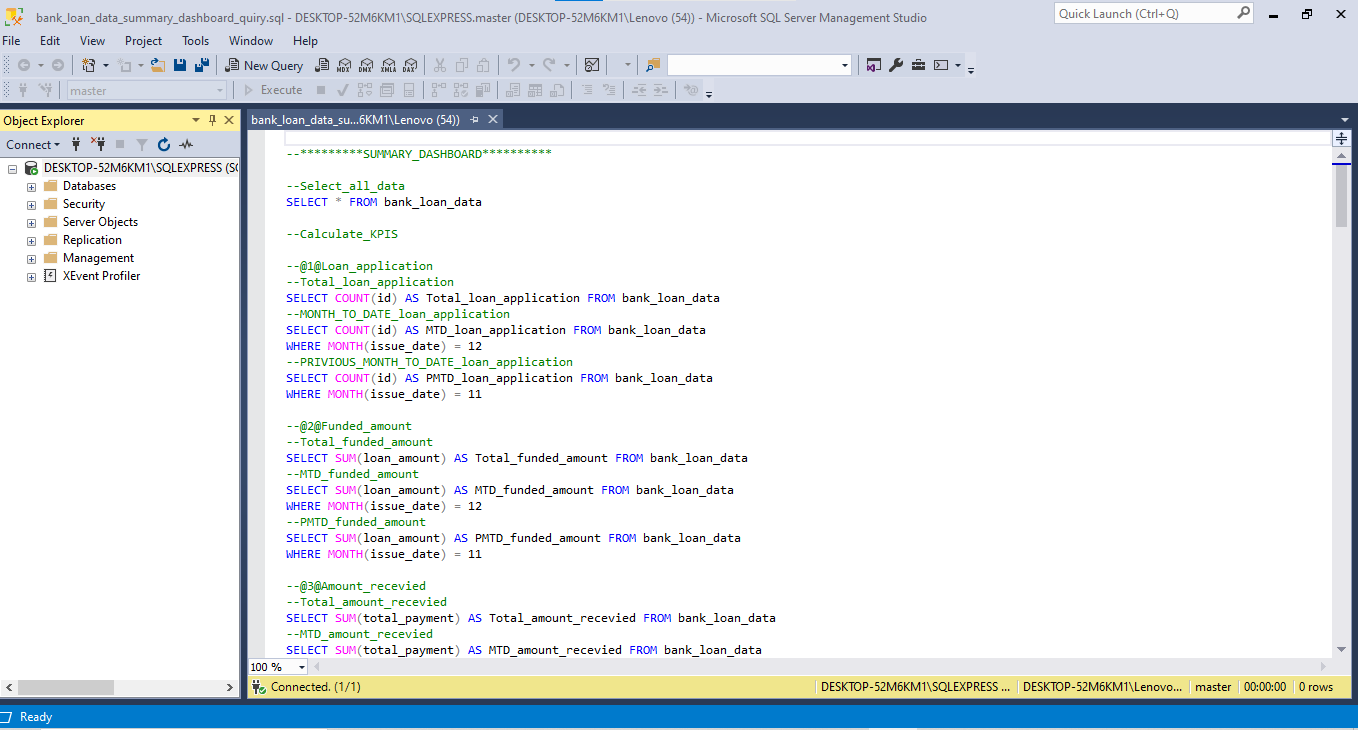 bank_loan_data_summary_dashboard_quiry.sql - DESKTOP-52M6KM1\SQLEXPRESS.master (DESKTOP-52M6KM1\Lenovo (54)) - Microsoft SQL Server Management Studio
Quick Launch (Ctrl+Q)
File Edit View Project Tools Window Help
New Query MDX DMX XMLA DAX
master Execute
Object Explorer
bank_loan_data_su...6KM1\Lenovo (54))
Connect
DESKTOP-52M6KM1\SQLEXPRESS (SQ
Databases
Security
Server Objects
Replication
Management
XEvent Profiler
--*********SUMMARY_DASHBOARD**********
--Select_all_data
SELECT * FROM bank_loan_data
--Calculate_KPIS
--@1@Loan_application
--Total_loan_application
SELECT COUNT(id) AS Total_loan_application FROM bank_loan_data
--MONTH_TO_DATE_loan_application
SELECT COUNT(id) AS MTD_loan_application FROM bank_loan_data
WHERE MONTH(issue_date) = 12
--PRIVIOUS_MONTH_TO_DATE_loan_application
SELECT COUNT(id) AS PMTD_loan_application FROM bank_loan_data
WHERE MONTH(issue_date) = 11
--@2@Funded_amount
--Total_funded_amount
SELECT SUM(loan_amount) AS Total_funded_amount FROM bank_loan_data
--MTD_funded_amount
SELECT SUM(loan_amount) AS MTD_funded_amount FROM bank_loan_data
WHERE MONTH(issue_date) = 12
--PMTD_funded_amount
SELECT SUM(loan_amount) AS PMTD_funded_amount FROM bank_loan_data
WHERE MONTH(issue_date) = 11
--@3@Amount_recevied
--Total_amount_recevied
SELECT SUM(total_payment) AS Total_amount_recevied FROM bank_loan_data
--MTD_amount_recevied
SELECT SUM(total_payment) AS MTD_amount_recevied FROM bank_loan_data
100 %
Connected. (1/1) DESKTOP-52M6KM1\SQLEXPRESS ... DESKTOP-52M6KM1\Lenovo... master 00:00:00 0 rows
Ready